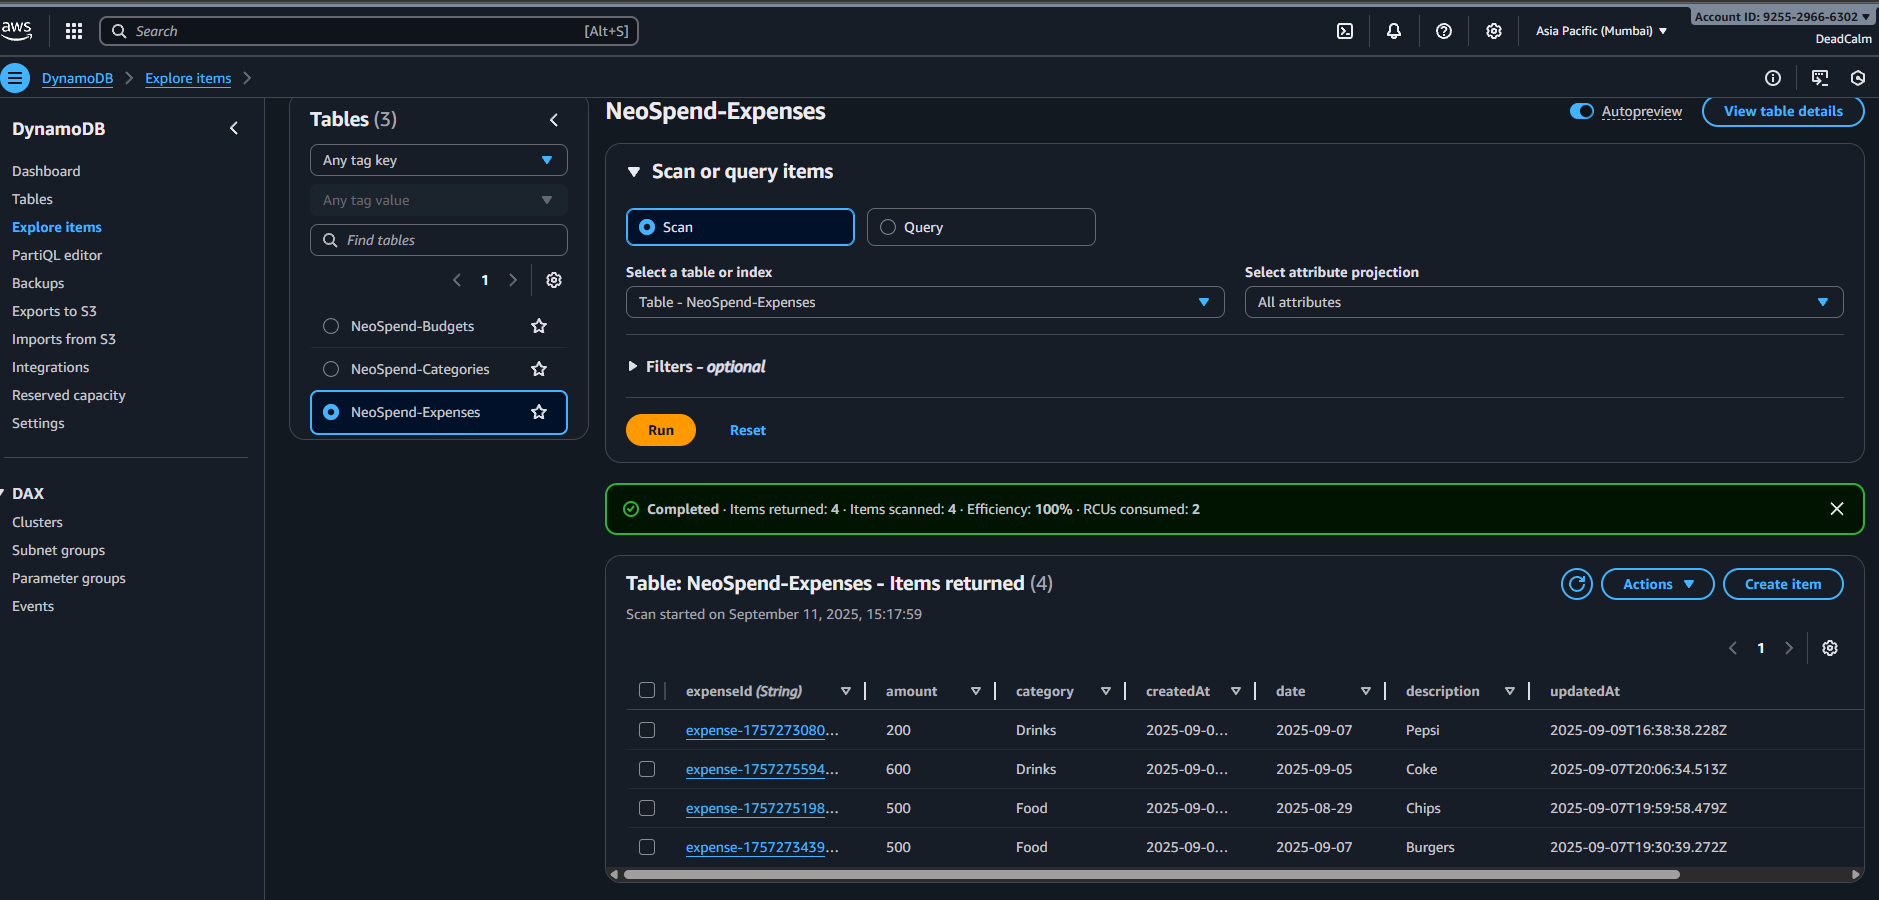 aws
Search
[Alt+S]
Asia Pacific (Mumbai)
Account ID: 9255-2966-6302
DeadCalm
DynamoDB
Explore items
DynamoDB
Dashboard
Tables
Explore items
PartiQL editor
Backups
Exports to S3
Imports from S3
Integrations
Reserved capacity
Settings
DAX
Clusters
Subnet groups
Parameter groups
Events
Tables (3)
Any tag key
Any tag value
Find tables
1
NeoSpend-Budgets
NeoSpend-Categories
NeoSpend-Expenses
NeoSpend-Expenses
Autopreview
View table details
Scan or query items
Scan
Query
Select a table or index
Table - NeoSpend-Expenses
Select attribute projection
All attributes
Filters - optional
Run
Reset
Completed · Items returned: 4 · Items scanned: 4 · Efficiency: 100% · RCUs consumed: 2
Table: NeoSpend-Expenses - Items returned (4)
Scan started on September 11, 2025, 15:17:59
Actions
Create item
1
expenseId (String) amount category createdAt date description updatedAt
expense-1757273080... 200 Drinks 2025-09-0... 2025-09-07 Pepsi 2025-09-09T16:38:38.228Z
expense-1757275594... 600 Drinks 2025-09-0... 2025-09-05 Coke 2025-09-07T20:06:34.513Z
expense-1757275198... 500 Food 2025-09-0... 2025-08-29 Chips 2025-09-07T19:59:58.479Z
expense-1757273439... 500 Food 2025-09-0... 2025-09-07 Burgers 2025-09-07T19:30:39.272Z